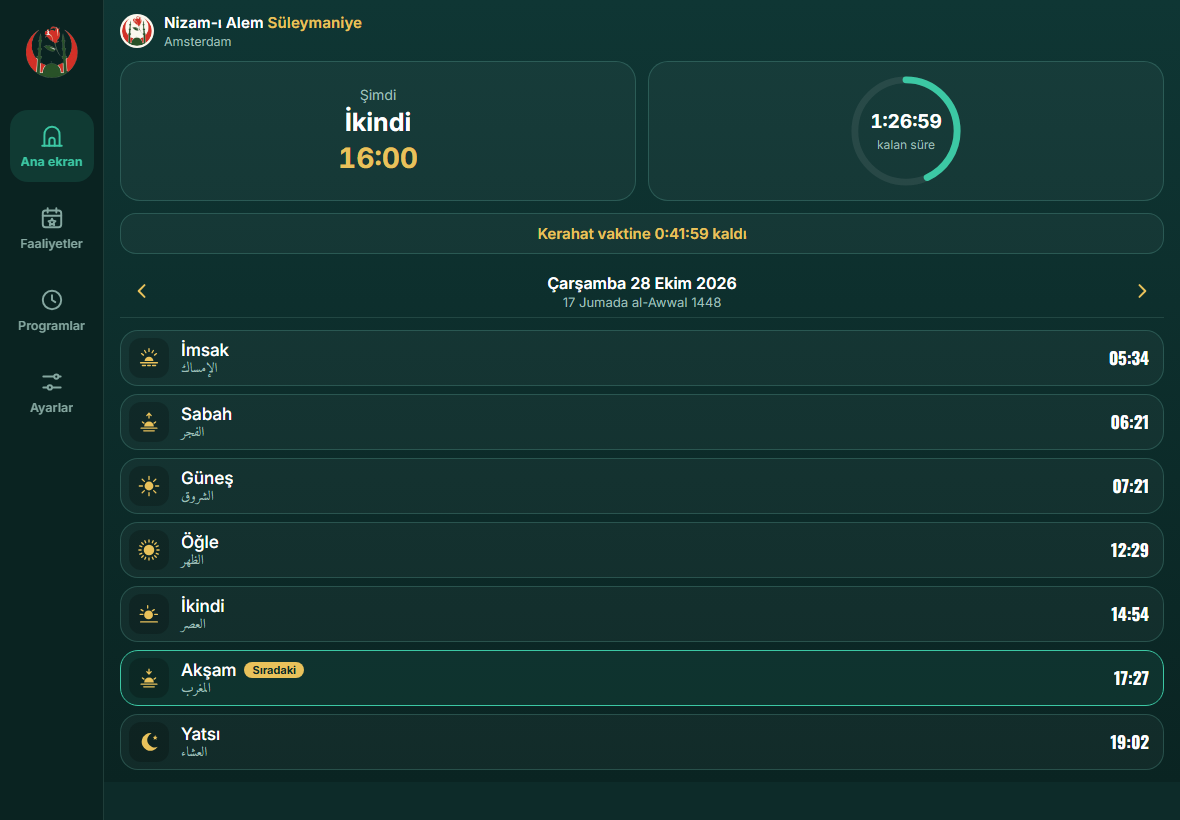 Nizam-ı Alem Süleymaniye
Amsterdam
Ana ekran
Faaliyetler
Programlar
Ayarlar
Şimdi
İkindi
16:00
1:26:59
kalan süre
Kerahat vaktine 0:41:59 kaldı
Çarşamba 28 Ekim 2026
17 Jumada al-Awwal 1448
İmsak
الإمساك
05:34
Sabah
الفجر
06:21
Güneş
الشروق
07:21
Öğle
الظهر
12:29
İkindi
العصر
14:54
Akşam Sıradaki
المغرب
17:27
Yatsı
العشاء
19:02